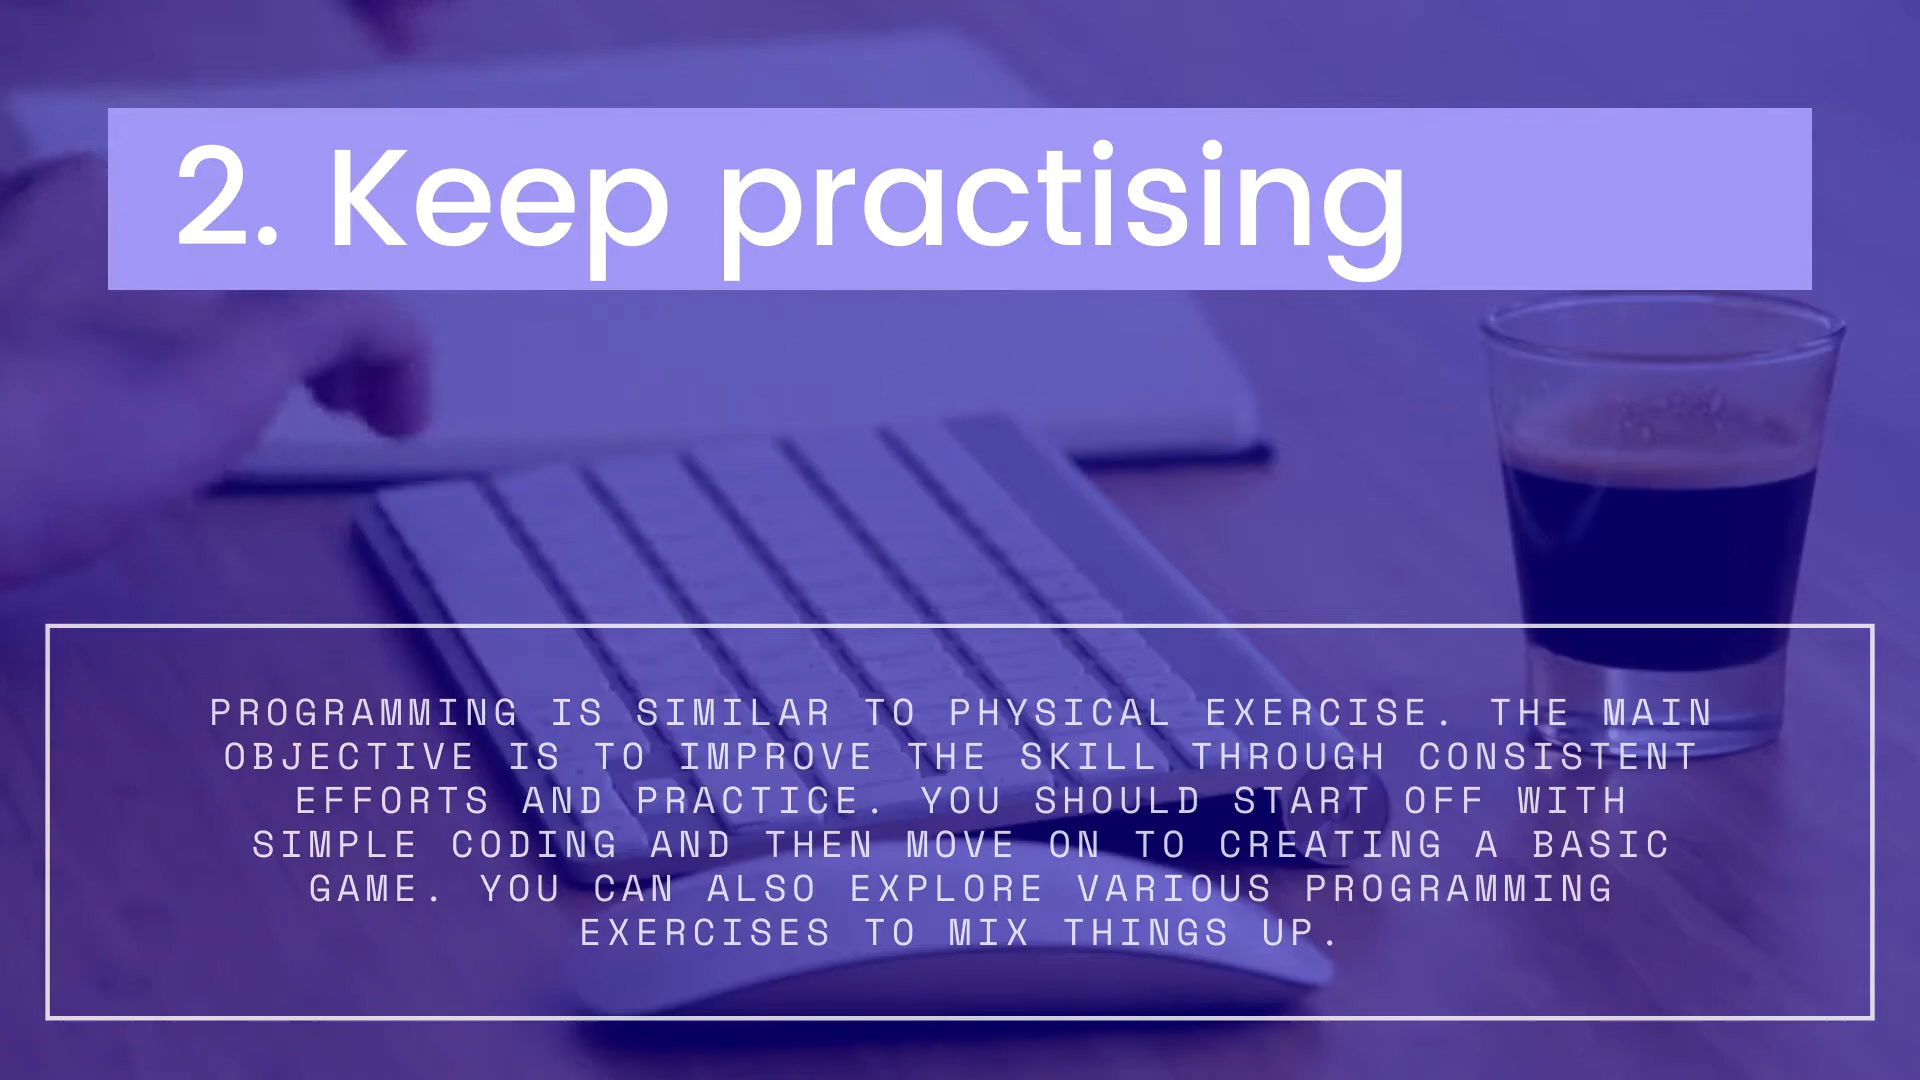 2. Keep practising
PROGRAMMING IS SIMILAR TO PHYSICAL EXERCISE. THE MAIN
OBJECTIVE IS TO IMPROVE THE SKILL THROUGH CONSISTENT
EFFORTS AND PRACTICE. YOU SHOULD START OFF WITH
SIMPLE CODING AND THEN MOVE ON TO CREATING A BASIC
GAME. YOU CAN ALSO EXPLORE VARIOUS PROGRAMMING
EXERCISES TO MIX THINGS UP.